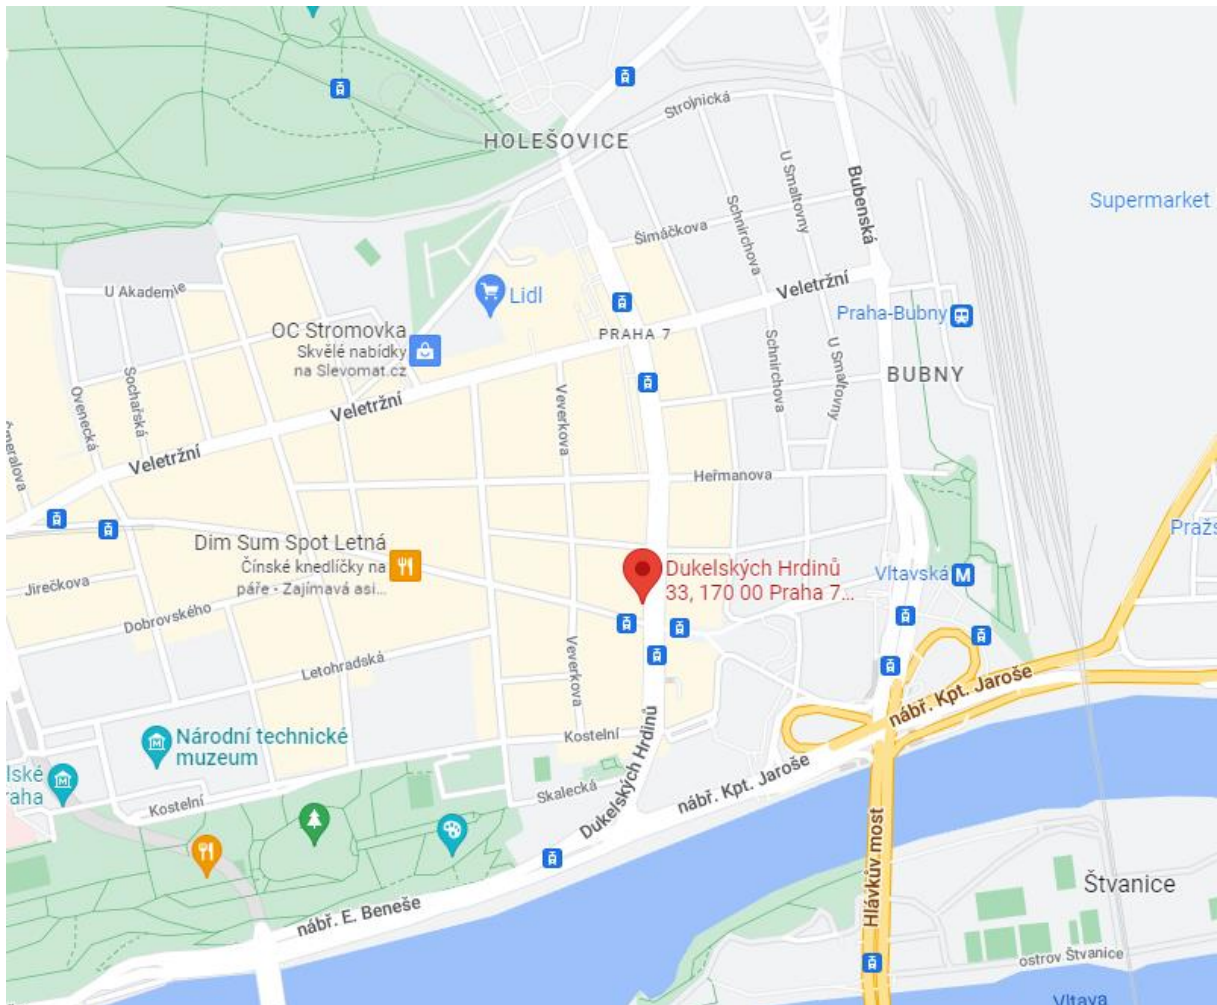 HOLEŠOVICE
Strojnická
Supermarket
U Smaltovny
Bubenská
Schnirchova
Šimáčkova
U Akademie
Lidl
Veletržní
Praha-Bubny
OC Stromovka
Skvělé nabídky
na Slevomat.cz
PRAHA 7
BUBNY
Schnirchova
U Smaltovny
Ovenecká
Sochařská
Veverkova
Veletržní
Veletržní
Heřmanova
Dim Sum Spot Letná
Čínské knedlíčky na
páře - Zajímavá asi...
Jirečkova
Dobrovského
Dukelských Hrdinů
33, 170 00 Praha 7...
Vltavská
M
Letohradská
Veverkova
nábř. Kpt. Jaroše
Národní technické
muzeum
Kostelní
Dukelských Hrdinů
Kostelní
Skalecká
nábř. Kpt. Jaroše
Hlávkův most
Štvanice
nábř. E. Beneše
ostrov Štvanice
Vltava